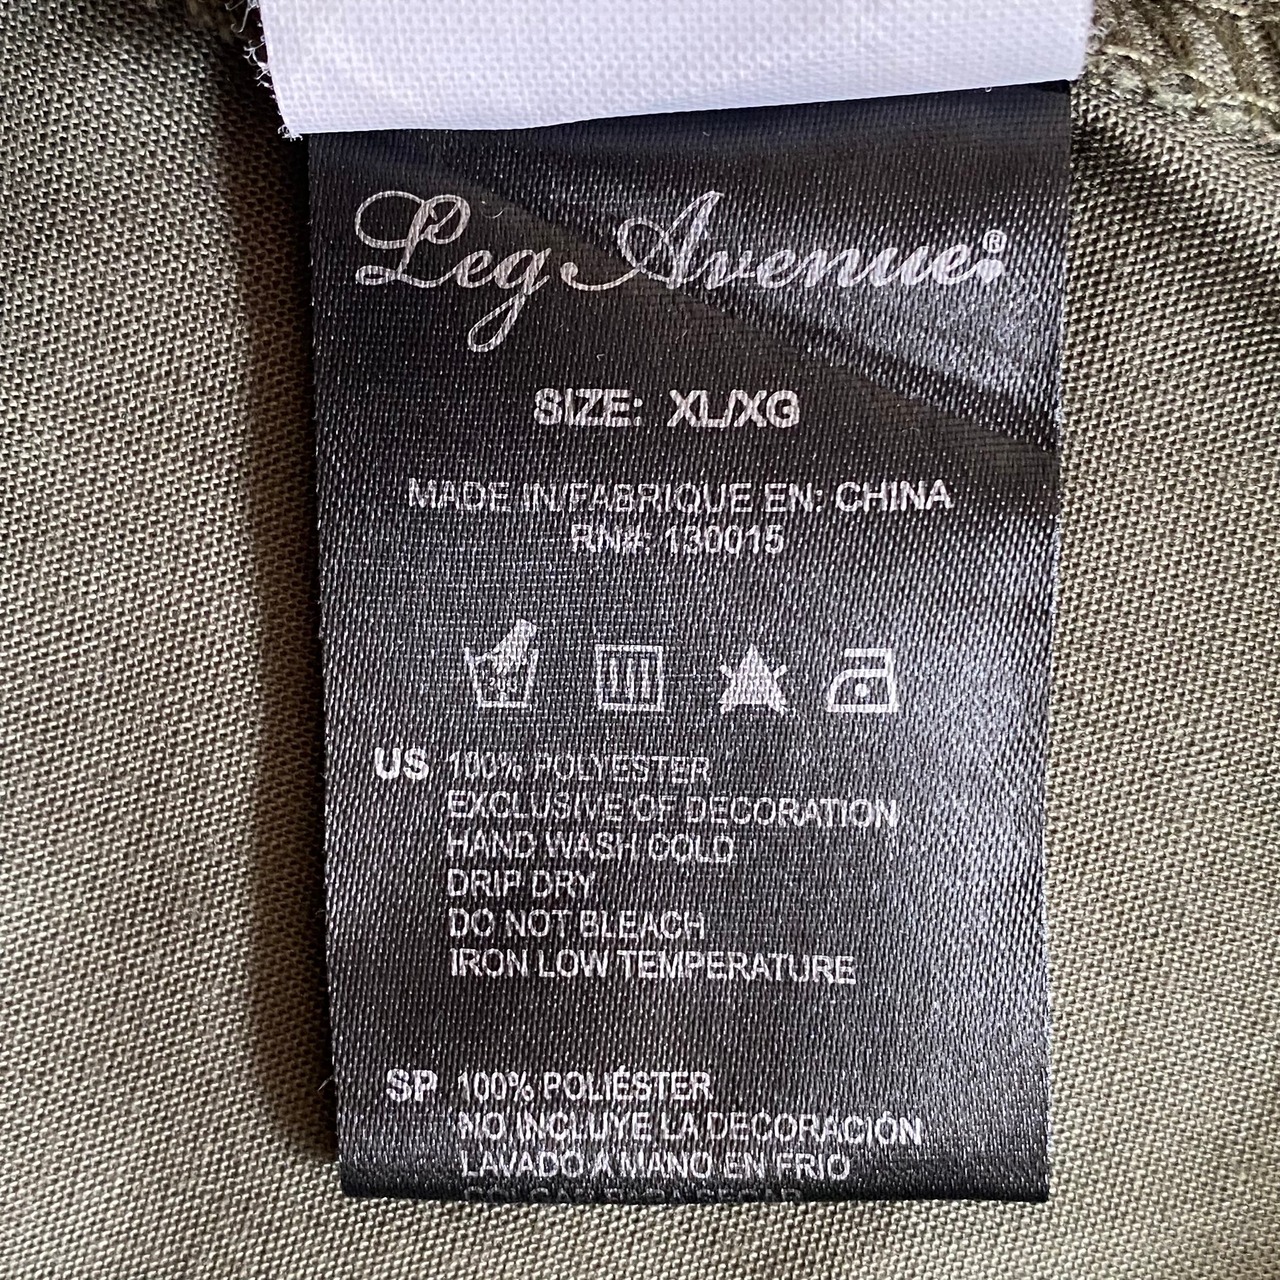 Leg Avenue®
SIZE: XL/XG
MADE IN/FABRIQUE EN: CHINA
RN#: 130015
US 100% POLYESTER
EXCLUSIVE OF DECORATION
HAND WASH COLD
DRIP DRY
DO NOT BLEACH
IRON LOW TEMPERATURE
SP 100% POLIÉSTER
NO INCLUYE LA DECORACIÓN
LAVADO A MANO EN FRIO